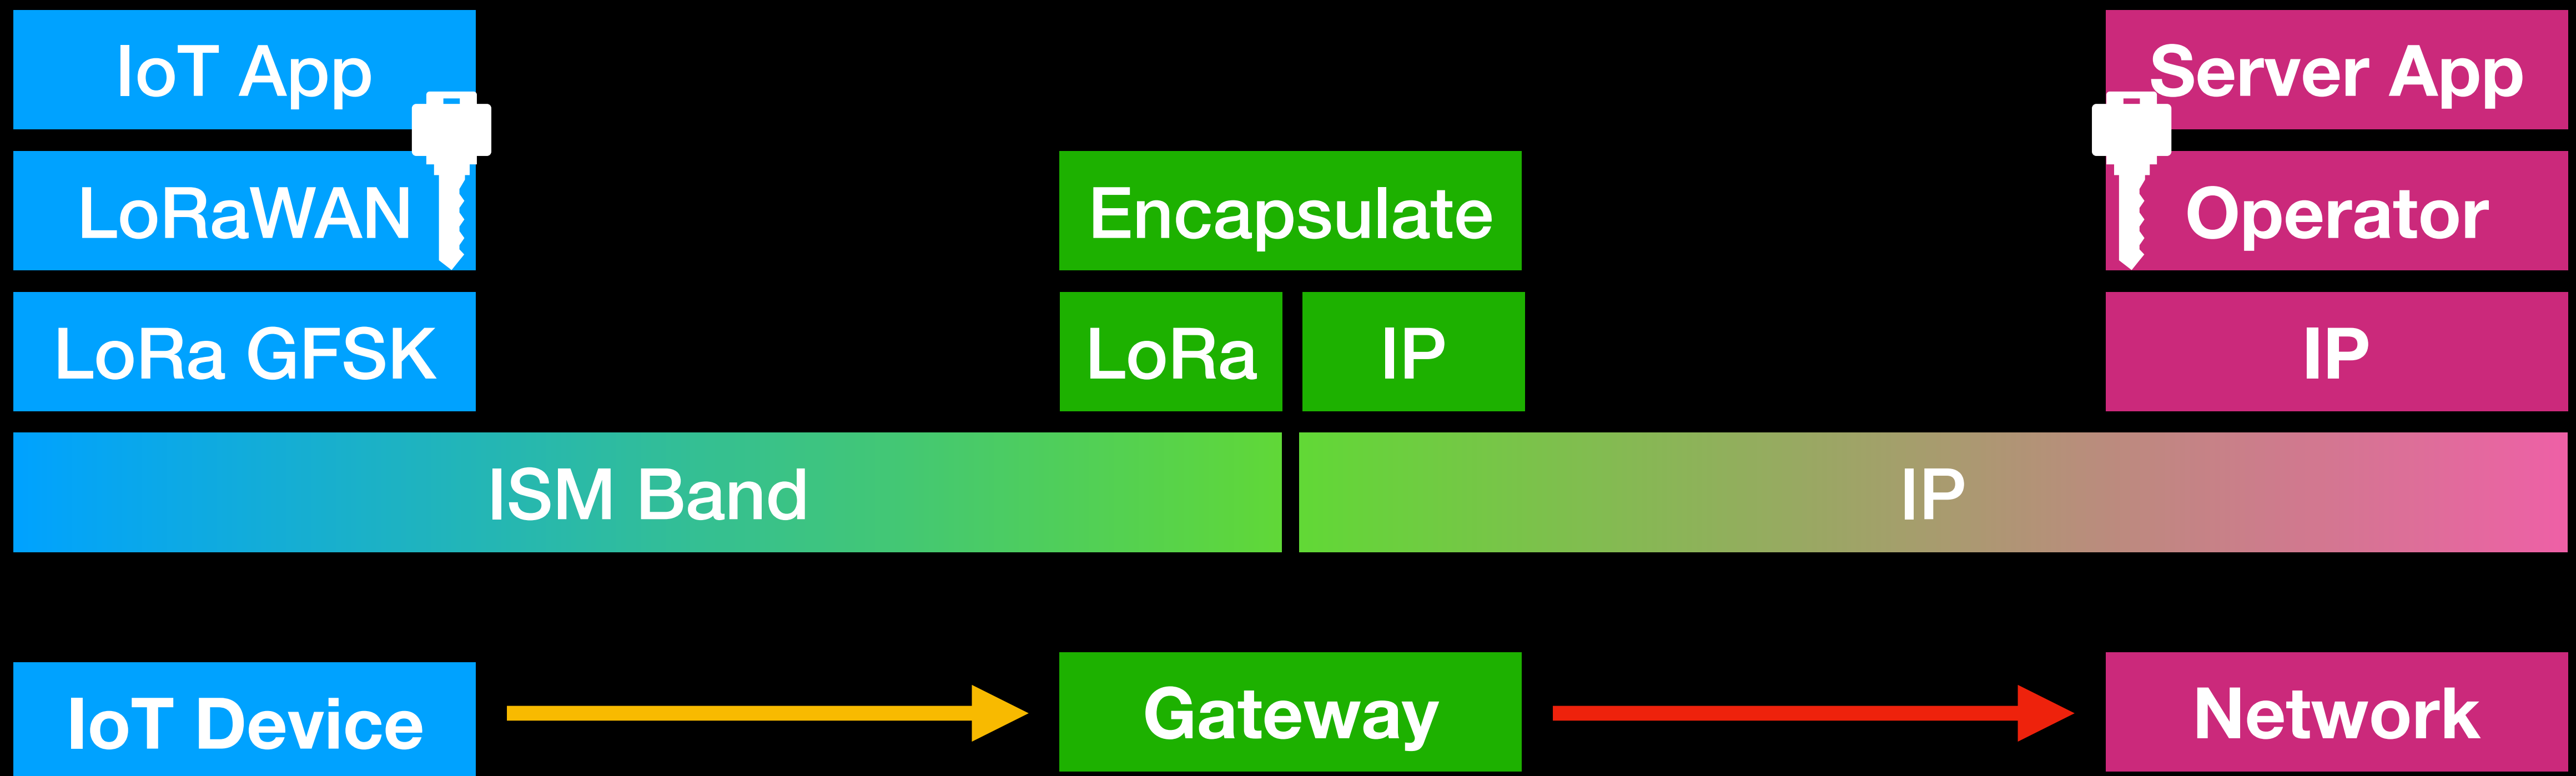 IoT App
Server App
LoRaWAN
Encapsulate
Operator
LoRa GFSK
LoRa
IP
IP
ISM Band
IP
IoT Device
Gateway
Network